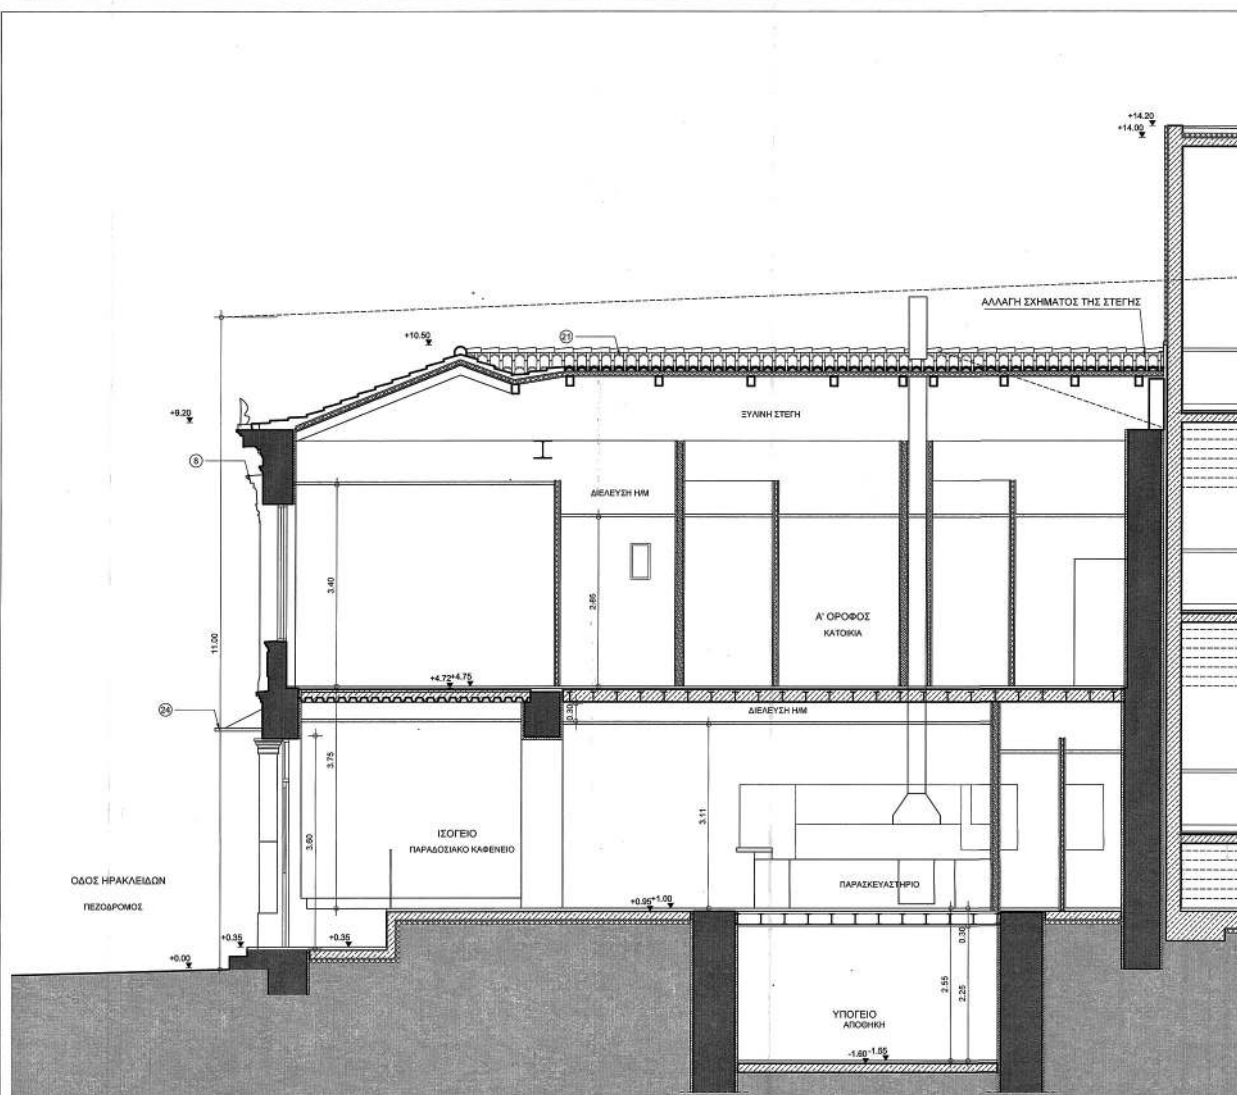 +14.20
+14.00
ΑΛΛΑΓΗ ΣΧΗΜΑΤΟΣ ΤΗΣ ΣΤΕΓΗΣ
+10.50
21
+9.20
ΞΥΛΙΝΗ ΣΤΕΓΗ
8
ΔΙΕΛΕΥΣΗ Η/Μ
3.40
2.85
11.00
Α' ΟΡΟΦΟΣ
ΚΑΤΟΙΚΙΑ
+4.72 +4.75
24
0.30
ΔΙΕΛΕΥΣΗ Η/Μ
3.75
3.60
3.11
ΙΣΟΓΕΙΟ
ΠΑΡΑΔΟΣΙΑΚΟ ΚΑΦΕΝΕΙΟ
ΟΔΟΣ ΗΡΑΚΛΕΙΔΩΝ
ΠΕΖΟΔΡΟΜΟΣ
ΠΑΡΑΣΚΕΥΑΣΤΗΡΙΟ
+0.95 +1.00
+0.35
+0.35
+0.00
0.30
2.55
2.25
ΥΠΟΓΕΙΟ
ΑΠΟΘΗΚΗ
-1.60 -1.55